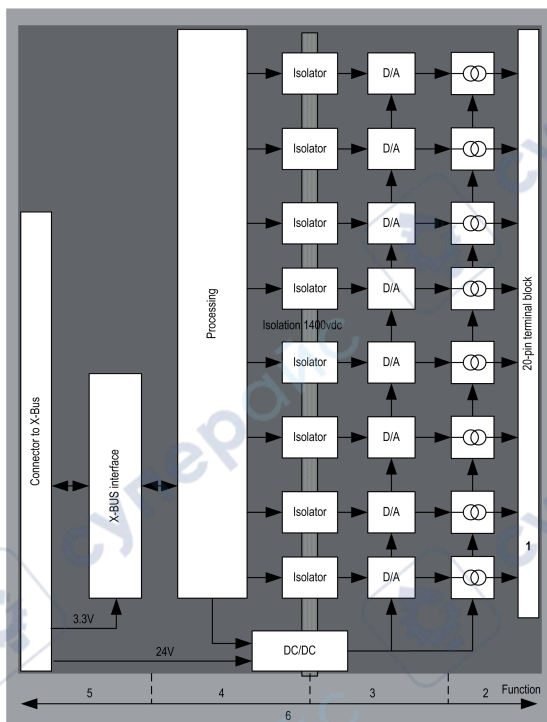 Isolator
D/A
Isolator
D/A
Isolator
D/A
Isolator
D/A
Isolation 1400vdc
Isolator
D/A
Isolator
D/A
Isolator
D/A
Isolator
D/A
Processing
20-pin terminal block
Connector to X-Bus
X-BUS interface
1
3.3V
24V
DC/DC
5
4
3
2
Function
6
суперайс